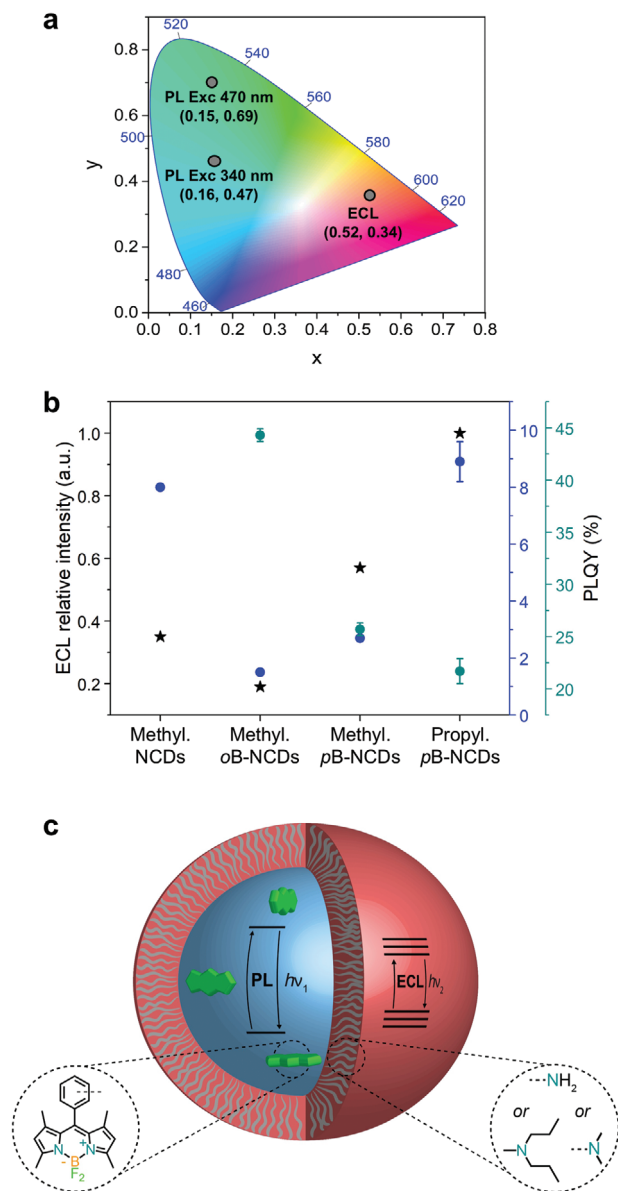 a
520
540
560
580
600
620
500
480
460
PL Exc 470 nm
(0.15, 0.69)
PL Exc 340 nm
(0.16, 0.47)
ECL
(0.52, 0.34)
0.8
0.6
0.4
0.2
0.0
y
0.0 0.1 0.2 0.3 0.4 0.5 0.6 0.7 0.8
x
b
ECL relative intensity (a.u.)
1.0
0.8
0.6
0.4
0.2
10
8
6
4
2
0
45
40
35
30
25
20
PLQY (%)
Methyl.
NCDs
Methyl.
oB-NCDs
Methyl.
pB-NCDs
Propyl.
pB-NCDs
c
PL
hν1
ECL
hν2
N
+
N
-
B
F2
NH2
or
or
N
N